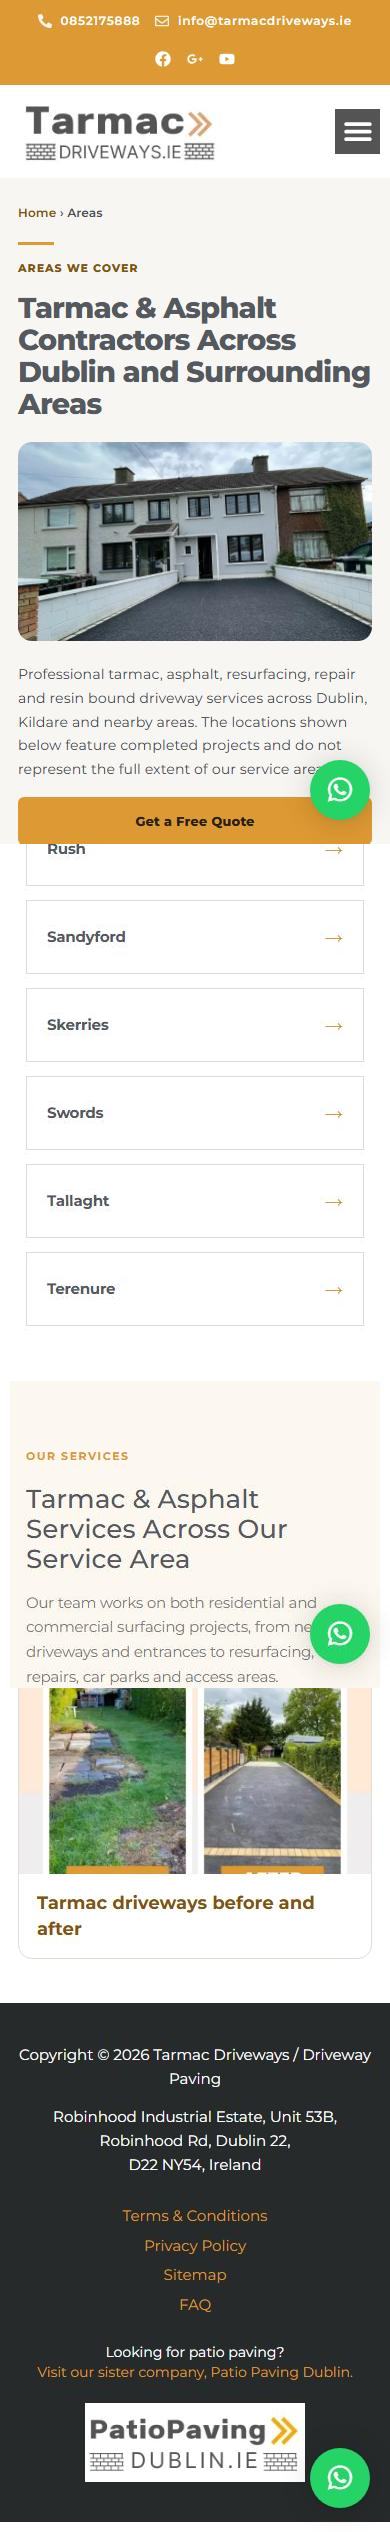 0852175888 info@tarmacdriveways.ie
Tarmac
DRIVEWAYS.IE
Home › Areas
AREAS WE COVER
Tarmac & Asphalt
Contractors Across
Dublin and Surrounding
Areas
Professional tarmac, asphalt, resurfacing, repair
and resin bound driveway services across Dublin,
Kildare and nearby areas. The locations shown
below feature completed projects and do not
represent the full extent of our service
Get a Free Quote
Rush →
Sandyford →
Skerries →
Swords →
Tallaght →
Terenure →
OUR SERVICES
Tarmac & Asphalt
Services Across Our
Service Area
Our team works on both residential and
commercial surfacing projects, from
driveways and entrances to resurfacing,
repairs, car parks and access areas.
Tarmac driveways before and
after
Copyright © 2026 Tarmac Driveways / Driveway
Paving
Robinhood Industrial Estate, Unit 53B,
Robinhood Rd, Dublin 22,
D22 NY54, Ireland
Terms & Conditions
Privacy Policy
Sitemap
FAQ
Looking for patio paving?
Visit our sister company, Patio Paving Dublin.
PatioPaving
DUBLIN.IE